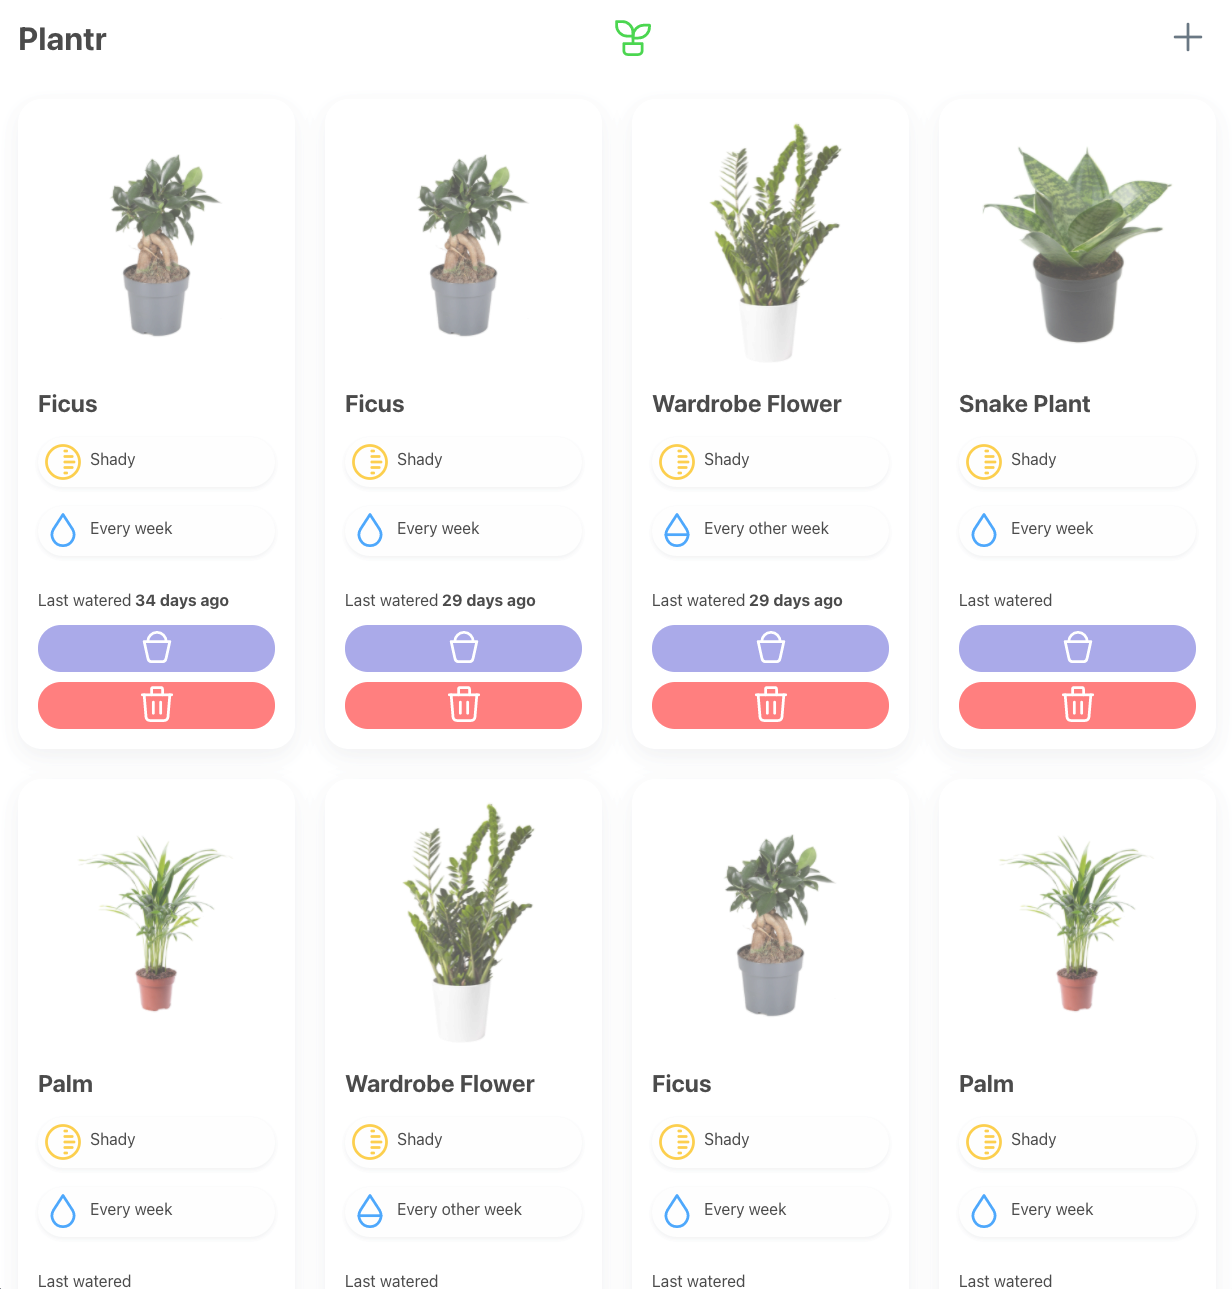 Plantr
Ficus
Shady
Every week
Last watered 34 days ago
Ficus
Shady
Every week
Last watered 29 days ago
Wardrobe Flower
Shady
Every other week
Last watered 29 days ago
Snake Plant
Shady
Every week
Last watered
Palm
Shady
Every week
Last watered
Wardrobe Flower
Shady
Every other week
Last watered
Ficus
Shady
Every week
Last watered
Palm
Shady
Every week
Last watered